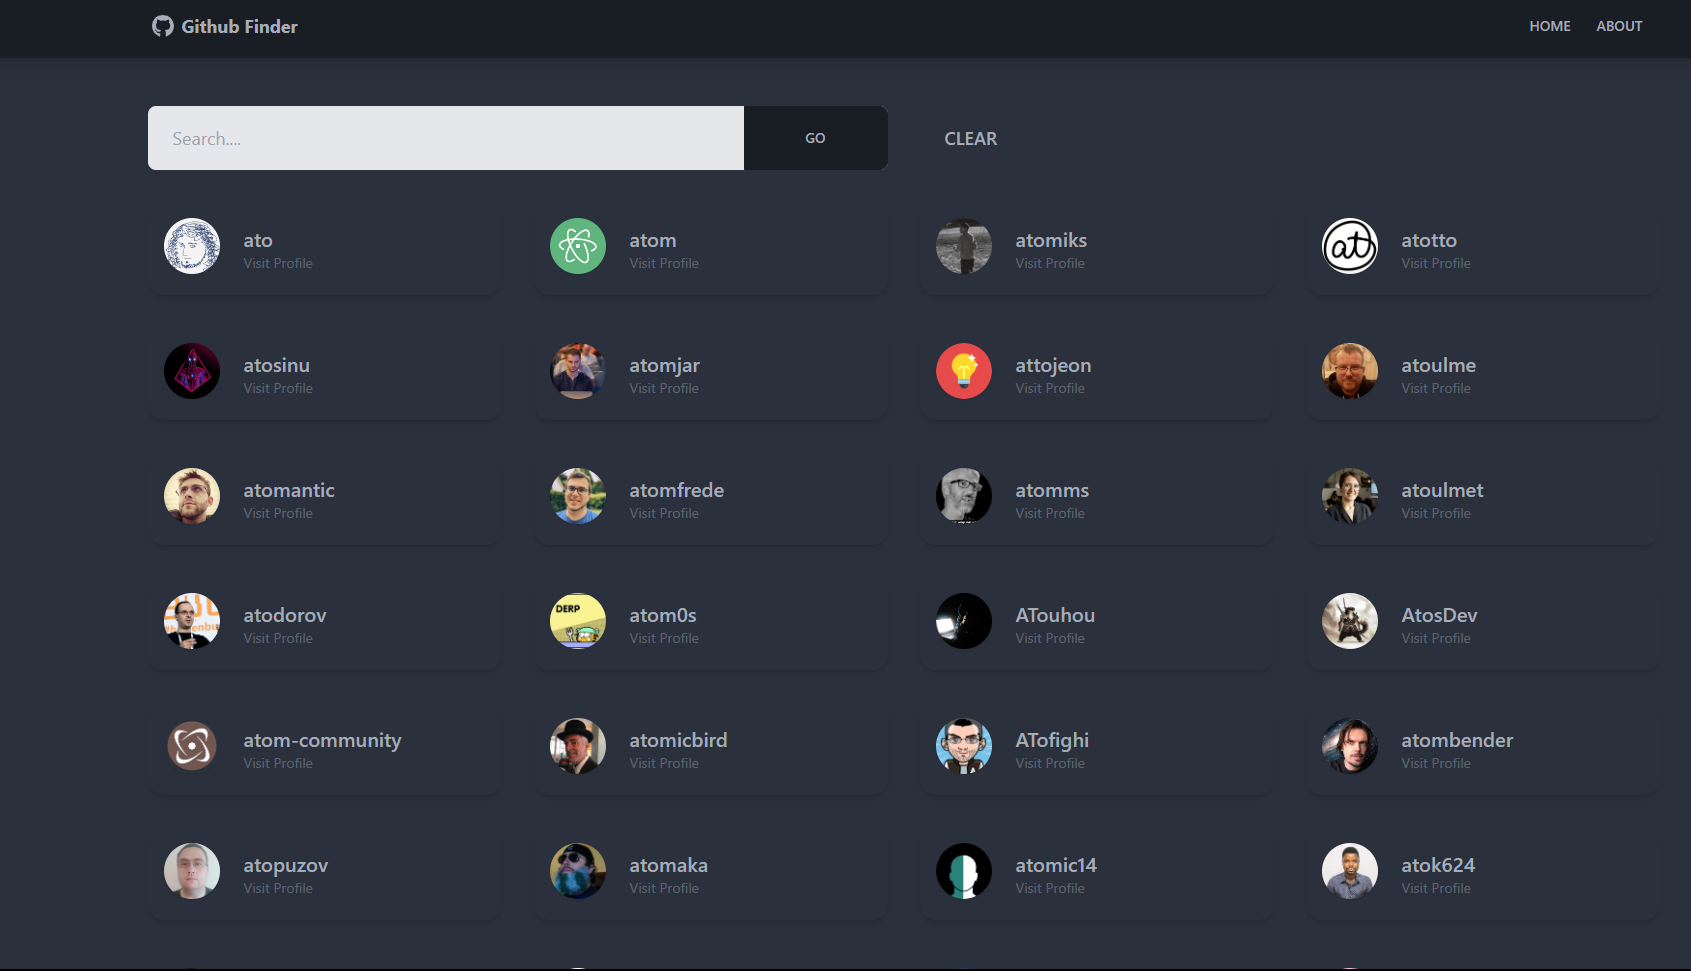 Github Finder
HOME ABOUT
Search....
GO
CLEAR
ato
Visit Profile
atom
Visit Profile
atomiks
Visit Profile
at
atotto
Visit Profile
atosinu
Visit Profile
atomjar
Visit Profile
attojeon
Visit Profile
atoulme
Visit Profile
atomantic
Visit Profile
atomfrede
Visit Profile
atomms
Visit Profile
atoulmet
Visit Profile
atodorov
Visit Profile
DERP
atom0s
Visit Profile
ATouhou
Visit Profile
AtosDev
Visit Profile
atom-community
Visit Profile
atomicbird
Visit Profile
ATofighi
Visit Profile
atombender
Visit Profile
atopuzov
Visit Profile
atomaka
Visit Profile
atomic14
Visit Profile
atok624
Visit Profile